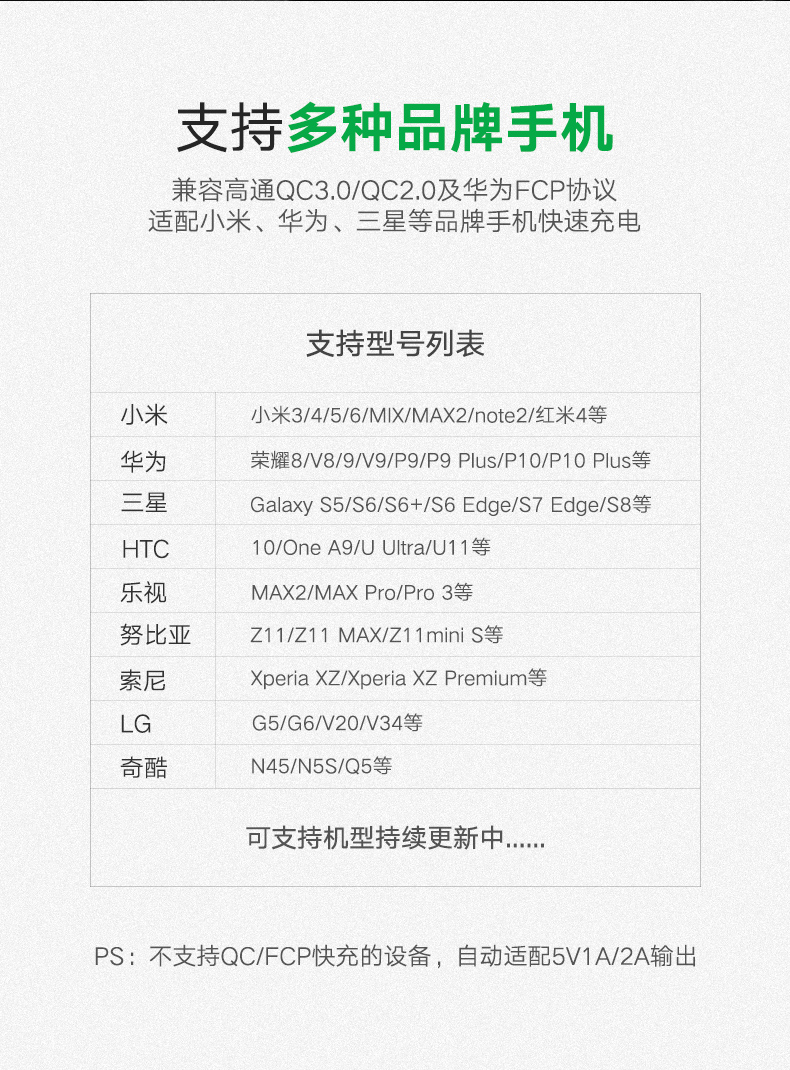 支持多种品牌手机
兼容高通QC3.0/QC2.0及华为FCP协议
适配小米、华为、三星等品牌手机快速充电
支持型号列表
小米 小米3/4/5/6/MIX/MAX2/note2/红米4等
华为 荣耀8/V8/9/V9/P9/P9 Plus/P10/P10 Plus等
三星 Galaxy S5/S6/S6+/S6 Edge/S7 Edge/S8等
HTC 10/One A9/U Ultra/U11等
乐视 MAX2/MAX Pro/Pro 3等
努比亚 Z11/Z11 MAX/Z11mini S等
索尼 Xperia XZ/Xperia XZ Premium等
LG G5/G6/V20/V34等
奇酷 N45/N5S/Q5等
可支持机型持续更新中......
PS: 不支持QC/FCP快充的设备，自动适配5V1A/2A输出